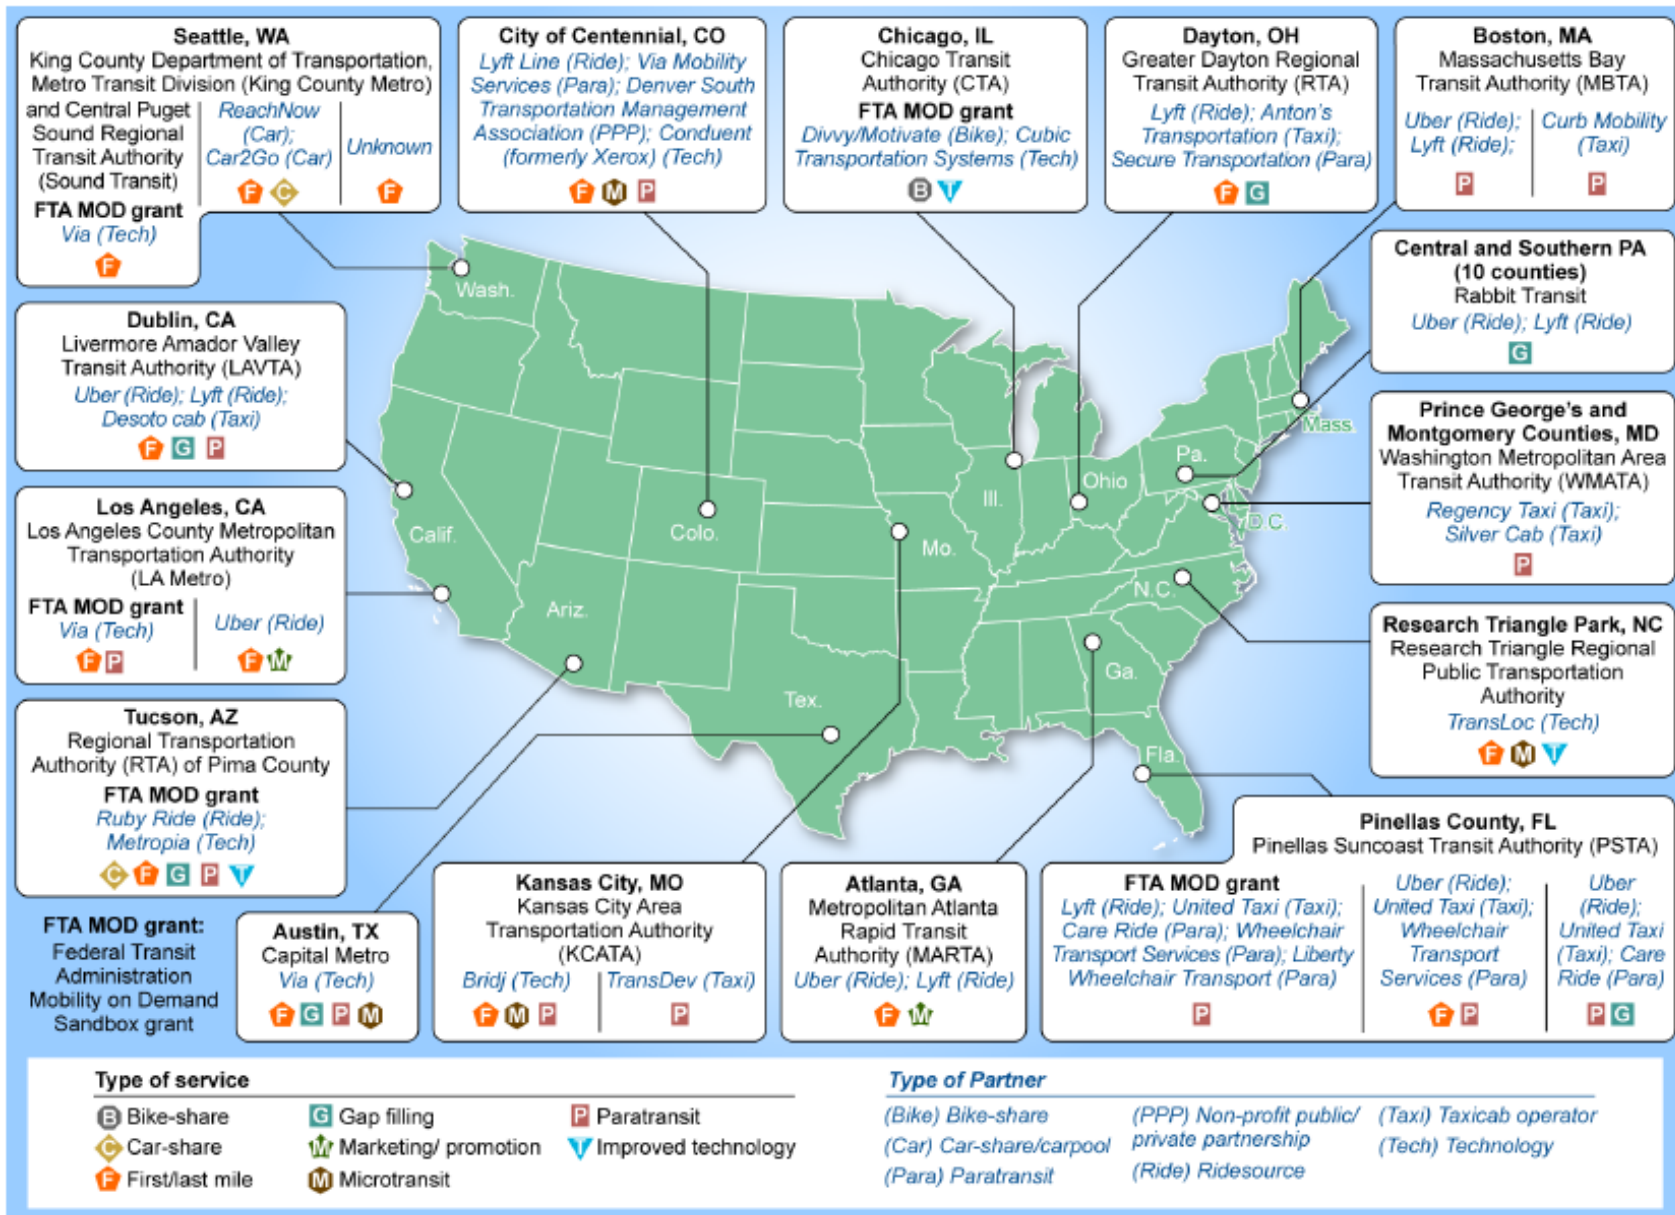 Seattle, WA
King County Department of Transportation,
Metro Transit Division (King County Metro)
and Central Puget
Sound Regional
Transit Authority
(Sound Transit)
FTA MOD grant
Via (Tech)
F
ReachNow
(Car);
Car2Go (Car)
F C
Unknown
F
City of Centennial, CO
Lyft Line (Ride); Via Mobility
Services (Para); Denver South
Transportation Management
Association (PPP); Conduent
(formerly Xerox) (Tech)
F M P
Chicago, IL
Chicago Transit
Authority (CTA)
FTA MOD grant
Divvy/Motivate (Bike); Cubic
Transportation Systems (Tech)
B T
Dayton, OH
Greater Dayton Regional
Transit Authority (RTA)
Lyft (Ride); Anton's
Transportation (Taxi);
Secure Transportation (Para)
F G
Boston, MA
Massachusetts Bay
Transit Authority (MBTA)
Uber (Ride);
Lyft (Ride);
P
Curb Mobility
(Taxi)
P
Central and Southern PA
(10 counties)
Rabbit Transit
Uber (Ride); Lyft (Ride)
G
Dublin, CA
Livermore Amador Valley
Transit Authority (LAVTA)
Uber (Ride); Lyft (Ride);
Desoto cab (Taxi)
F G P
Prince George's and
Montgomery Counties, MD
Washington Metropolitan Area
Transit Authority (WMATA)
Regency Taxi (Taxi);
Silver Cab (Taxi)
P
Los Angeles, CA
Los Angeles County Metropolitan
Transportation Authority
(LA Metro)
FTA MOD grant
Via (Tech)
F P
Uber (Ride)
F M
Research Triangle Park, NC
Research Triangle Regional
Public Transportation
Authority
TransLoc (Tech)
F M T
Wash.
Calif.
Colo.
Ariz.
Tex.
Mo.
Ill.
Ohio
Pa.
Mass.
D.C.
N.C.
Ga.
Fla.
Tucson, AZ
Regional Transportation
Authority (RTA) of Pima County
FTA MOD grant
Ruby Ride (Ride);
Metropia (Tech)
C F G P T
FTA MOD grant:
Federal Transit
Administration
Mobility on Demand
Sandbox grant
Austin, TX
Capital Metro
Via (Tech)
F G P M
Kansas City, MO
Kansas City Area
Transportation Authority
(KCATA)
Bridj (Tech)
F M P
TransDev (Taxi)
P
Atlanta, GA
Metropolitan Atlanta
Rapid Transit
Authority (MARTA)
Uber (Ride); Lyft (Ride)
F M
Pinellas County, FL
Pinellas Suncoast Transit Authority (PSTA)
FTA MOD grant
Lyft (Ride); United Taxi (Taxi);
Care Ride (Para); Wheelchair
Transport Services (Para); Liberty
Wheelchair Transport (Para)
P
Uber (Ride);
United Taxi (Taxi);
Wheelchair
Transport
Services (Para)
F P
Uber
(Ride);
United Taxi
(Taxi); Care
Ride (Para)
P G
Type of service
B Bike-share
C Car-share
F First/last mile
G Gap filling
M Marketing/ promotion
M Microtransit
P Paratransit
T Improved technology
Type of Partner
(Bike) Bike-share
(Car) Car-share/carpool
(Para) Paratransit
(PPP) Non-profit public/
private partnership
(Ride) Ridesource
(Taxi) Taxicab operator
(Tech) Technology